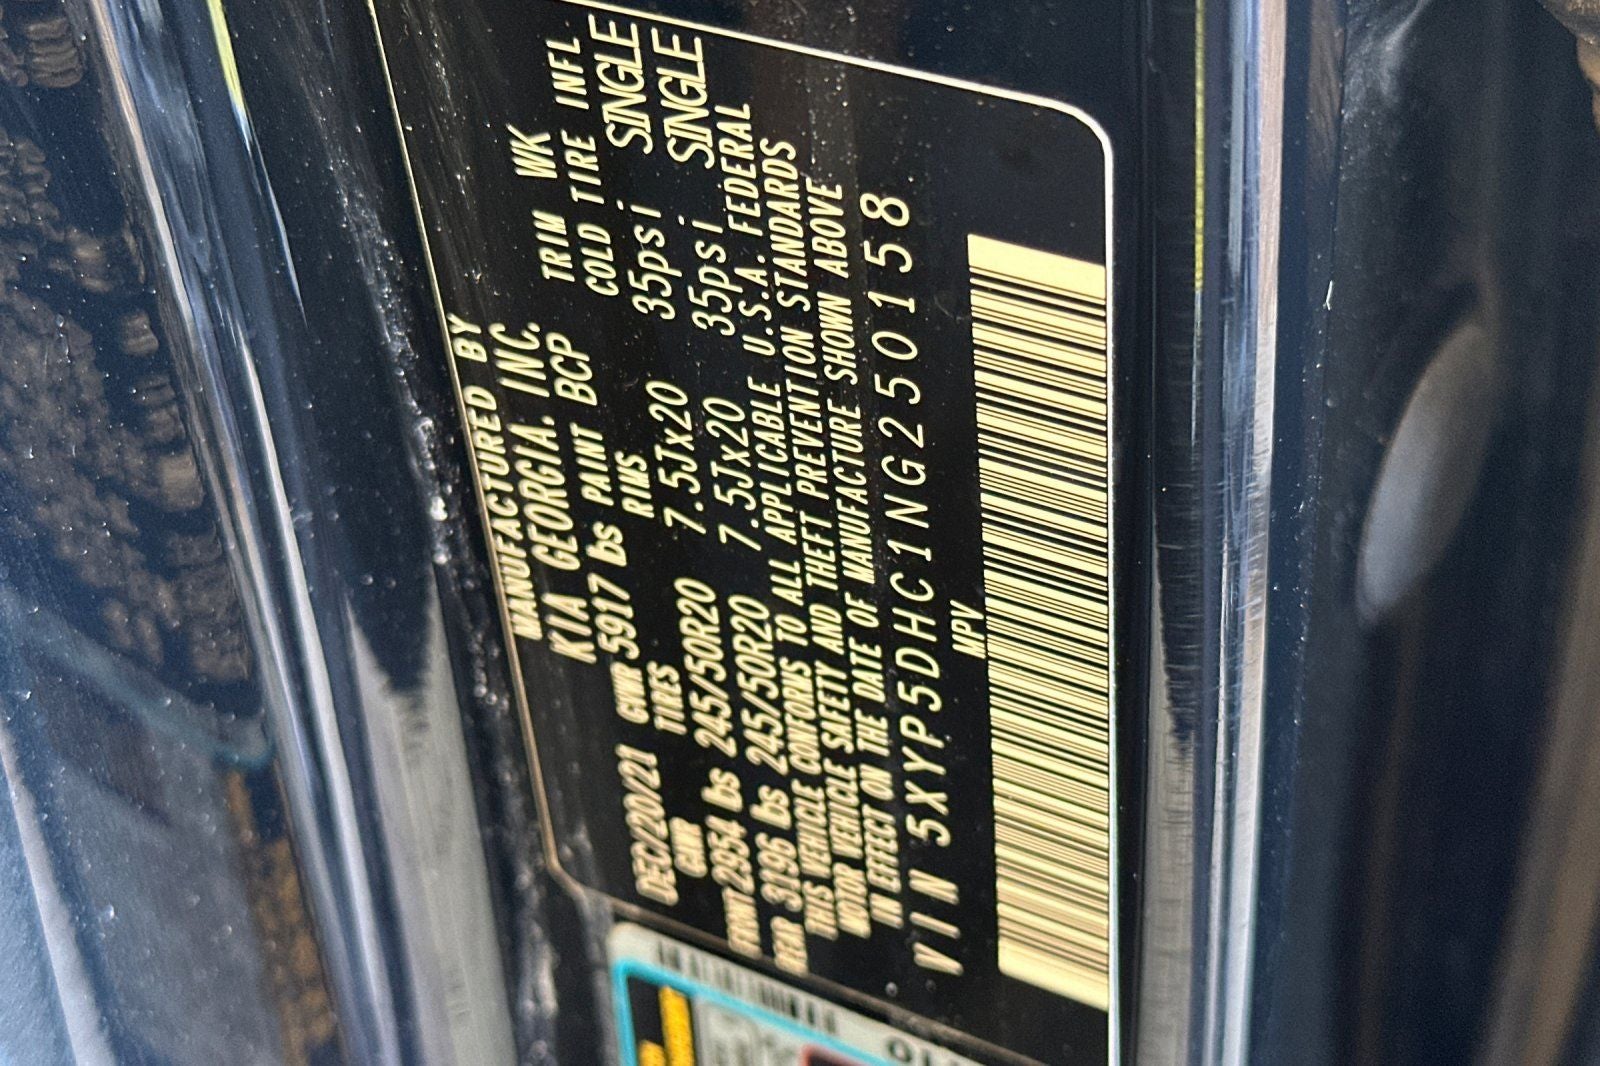 MANUFACTURED BY
KIA GEORGIA. INC.
DEC/20/21 GVWR 5917 lbs PAINT BCP TRIM WK
GAWR TIRES RIMS COLD TIRE INFL
FRONT 2954 lbs 245/50R20 7.5Jx20 35psi SINGLE
REAR 3196 lbs 245/50R20 7.5Jx20 35psi SINGLE
THIS VEHICLE CONFORMS TO ALL APPLICABLE U.S.A. FEDERAL
MOTOR VEHICLE SAFETY AND THEFT PREVENTION STANDARDS
IN EFFECT ON THE DATE OF MANUFACTURE SHOWN ABOVE
VIN 5XYP5DHC1NG250158
MPV